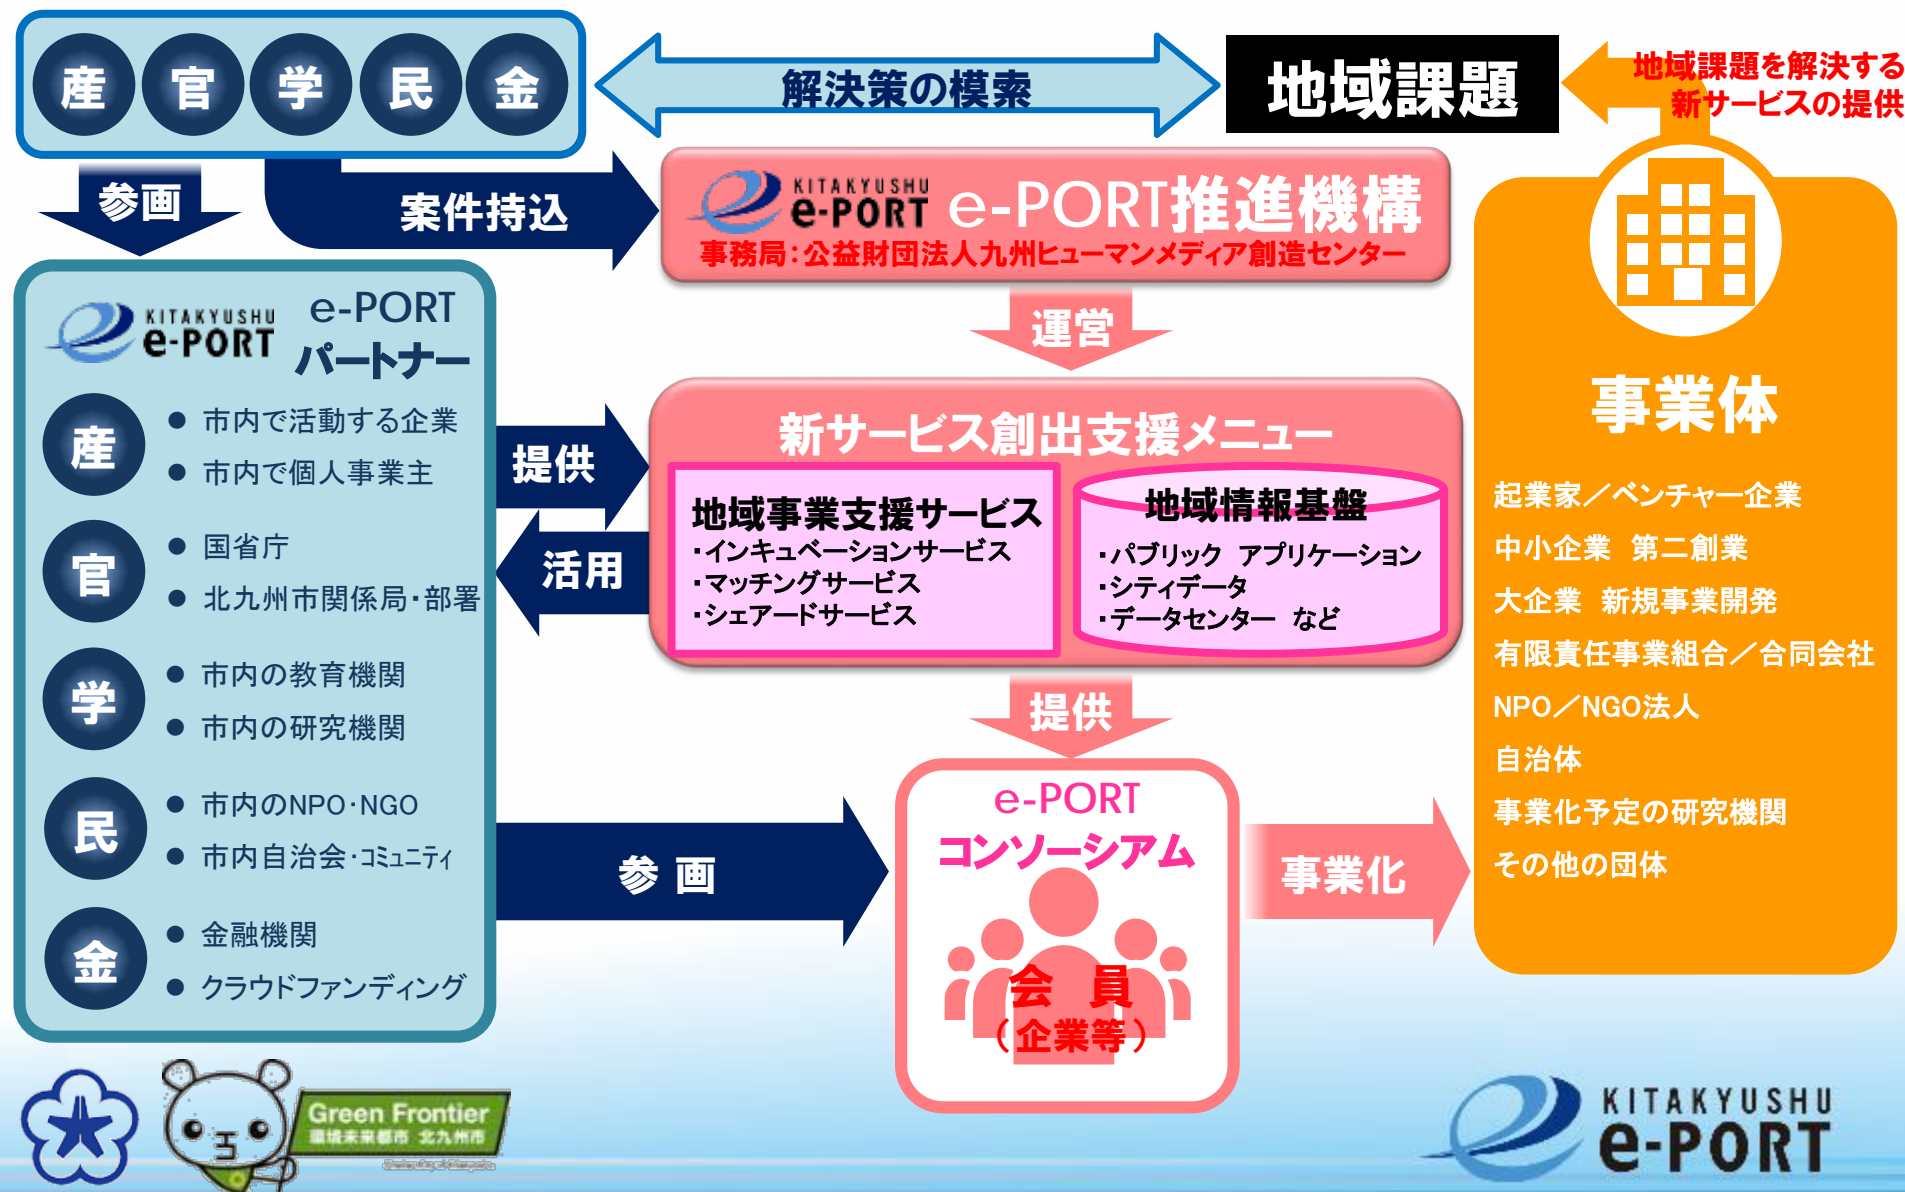 産 官 学 民 金
解決策の模索
地域課題
地域課題を解決する
新サービスの提供
参画
案件持込
KITAKYUSHU
e-PORT
e-PORT推進機構
事務局：公益財団法人九州ヒューマンメディア創造センター
運営
KITAKYUSHU
e-PORT
e-PORT
パートナー
産
● 市内で活動する企業
● 市内で個人事業主
官
● 国省庁
● 北九州市関係局・部署
学
● 市内の教育機関
● 市内の研究機関
民
● 市内のNPO・NGO
● 市内自治会・コミュニティ
金
● 金融機関
● クラウドファンディング
提供
活用
新サービス創出支援メニュー
地域事業支援サービス
・インキュベーションサービス
・マッチングサービス
・シェアードサービス
地域情報基盤
・パブリック アプリケーション
・シティデータ
・データセンター など
提供
参 画
e-PORT
コンソーシアム
会 員
（企業等）
事業化
事業体
起業家／ベンチャー企業
中小企業 第二創業
大企業 新規事業開発
有限責任事業組合／合同会社
NPO／NGO法人
自治体
事業化予定の研究機関
その他の団体
Green Frontier
環境未来都市 北九州市
KITAKYUSHU
e-PORT